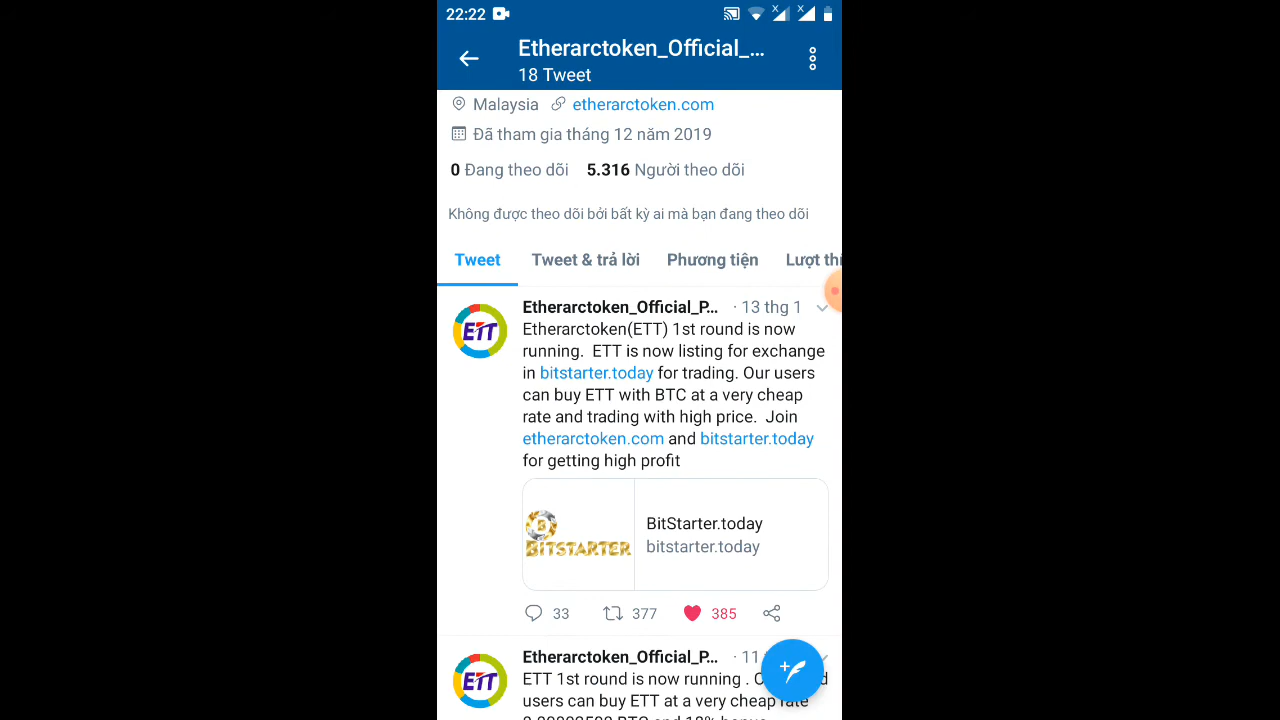 22:22
Etherarctoken_Official_...
18 Tweet
Malaysia etherarctoken.com
Đã tham gia tháng 12 năm 2019
0 Đang theo dõi 5.316 Người theo dõi
Không được theo dõi bởi bất kỳ ai mà bạn đang theo dõi
Tweet Tweet & trả lời Phương tiện Lượt thí
ETT
Etherarctoken_Official_P... · 13 thg 1
Etherarctoken(ETT) 1st round is now
running. ETT is now listing for exchange
in bitstarter.today for trading. Our users
can buy ETT with BTC at a very cheap
rate and trading with high price. Join
etherarctoken.com and bitstarter.today
for getting high profit
BITSTARTER
BitStarter.today
bitstarter.today
33 377 385
ETT
Etherarctoken_Official_P... · 11
ETT 1st round is now running .
users can buy ETT at a very cheap rate